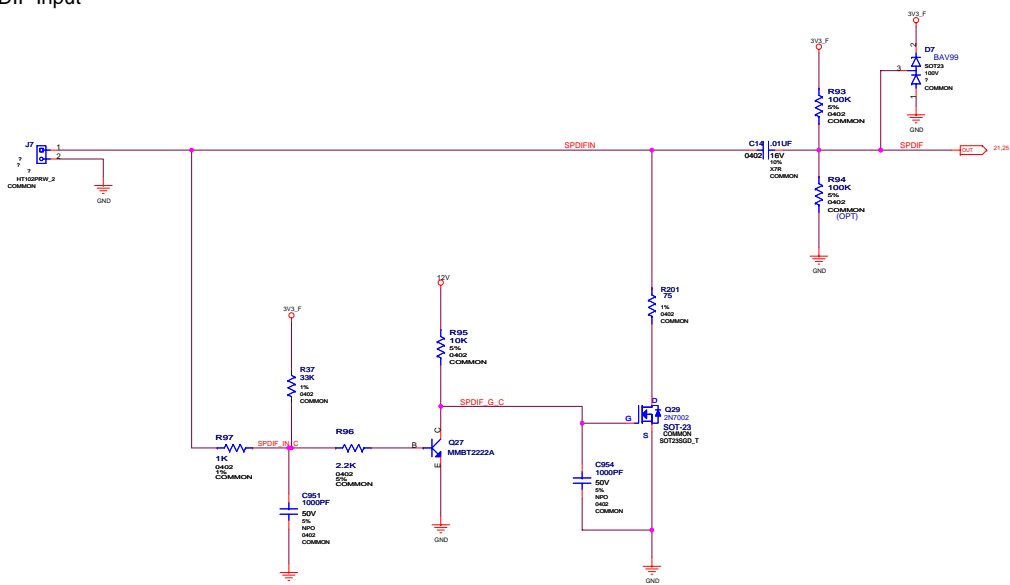 DIF Input
3V3_F
2
D7
BAV99
3
SOT23
100V
?
COMMON
1
GND
3V3_F
R93
100K
5%
0402
COMMON
J7
1
2
?
?
?
HT102PRW_2
COMMON
GND
SPDIFIN
C14
.01UF
0402
16V
10%
X7R
COMMON
SPDIF
OUT
21,25
R94
100K
5%
0402
COMMON
(OPT)
GND
12V
R201
75
1%
0402
COMMON
3V3_F
R95
10K
5%
0402
COMMON
R37
33K
1%
0402
COMMON
SPDIF_G_C
D
G
S
Q29
2N7002
SOT-23
COMMON
SOT23SGD_T
R97
1K
0402
1%
COMMON
SPDIF_IN_C
R96
2.2K
0402
5%
COMMON
B
C
E
Q27
MMBT2222A
C951
1000PF
50V
5%
NPO
0402
COMMON
C954
1000PF
50V
5%
NPO
0402
COMMON
GND
GND